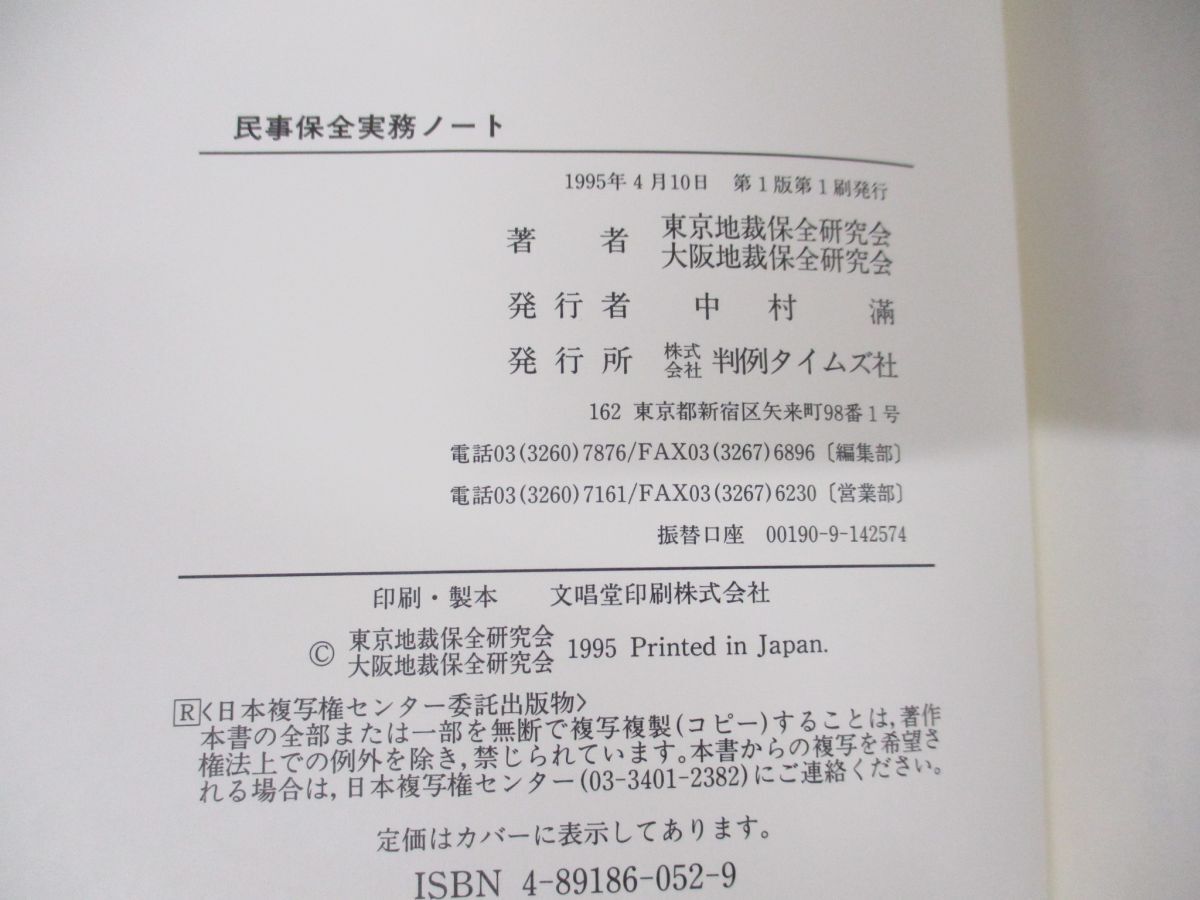 民事保全実務ノート
1995年4月10日 第1版第1刷発行
著者 東京地裁保全研究会
大阪地裁保全研究会
発行者 中村 滿
発行所 株式会社 判例タイムズ社
162 東京都新宿区矢来町98番1号
電話03(3260)7876/FAX03(3267)6896〔編集部〕
電話03(3260)7161/FAX03(3267)6230〔営業部〕
振替口座 00190-9-142574
印刷・製本 文唱堂印刷株式会社
© 東京地裁保全研究会 1995 Printed in Japan.
大阪地裁保全研究会
R〈日本複写権センター委託出版物〉
本書の全部または一部を無断で複写複製(コピー)することは,著作
権法上での例外を除き,禁じられています。本書からの複写を希望さ
れる場合は,日本複写権センター(03-3401-2382)にご連絡ください。
定価はカバーに表示してあります。
ISBN 4-89186-052-9